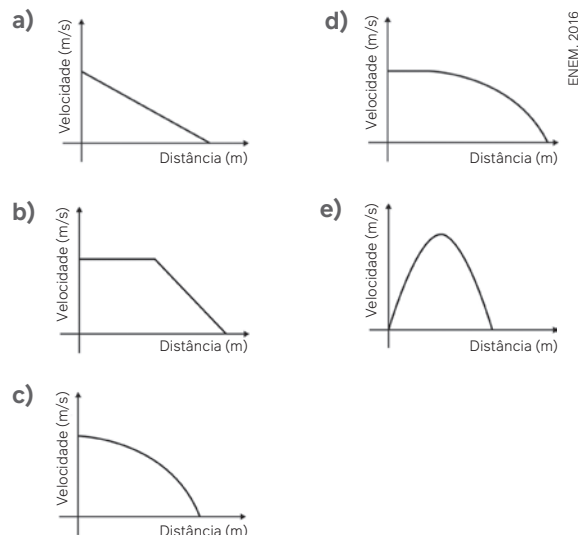 a)
Velocidade (m/s)
Distância (m)
b)
Velocidade (m/s)
Distância (m)
c)
Velocidade (m/s)
Distância (m)
d)
Velocidade (m/s)
Distância (m)
e)
Velocidade (m/s)
Distância (m)
ENEM, 2016